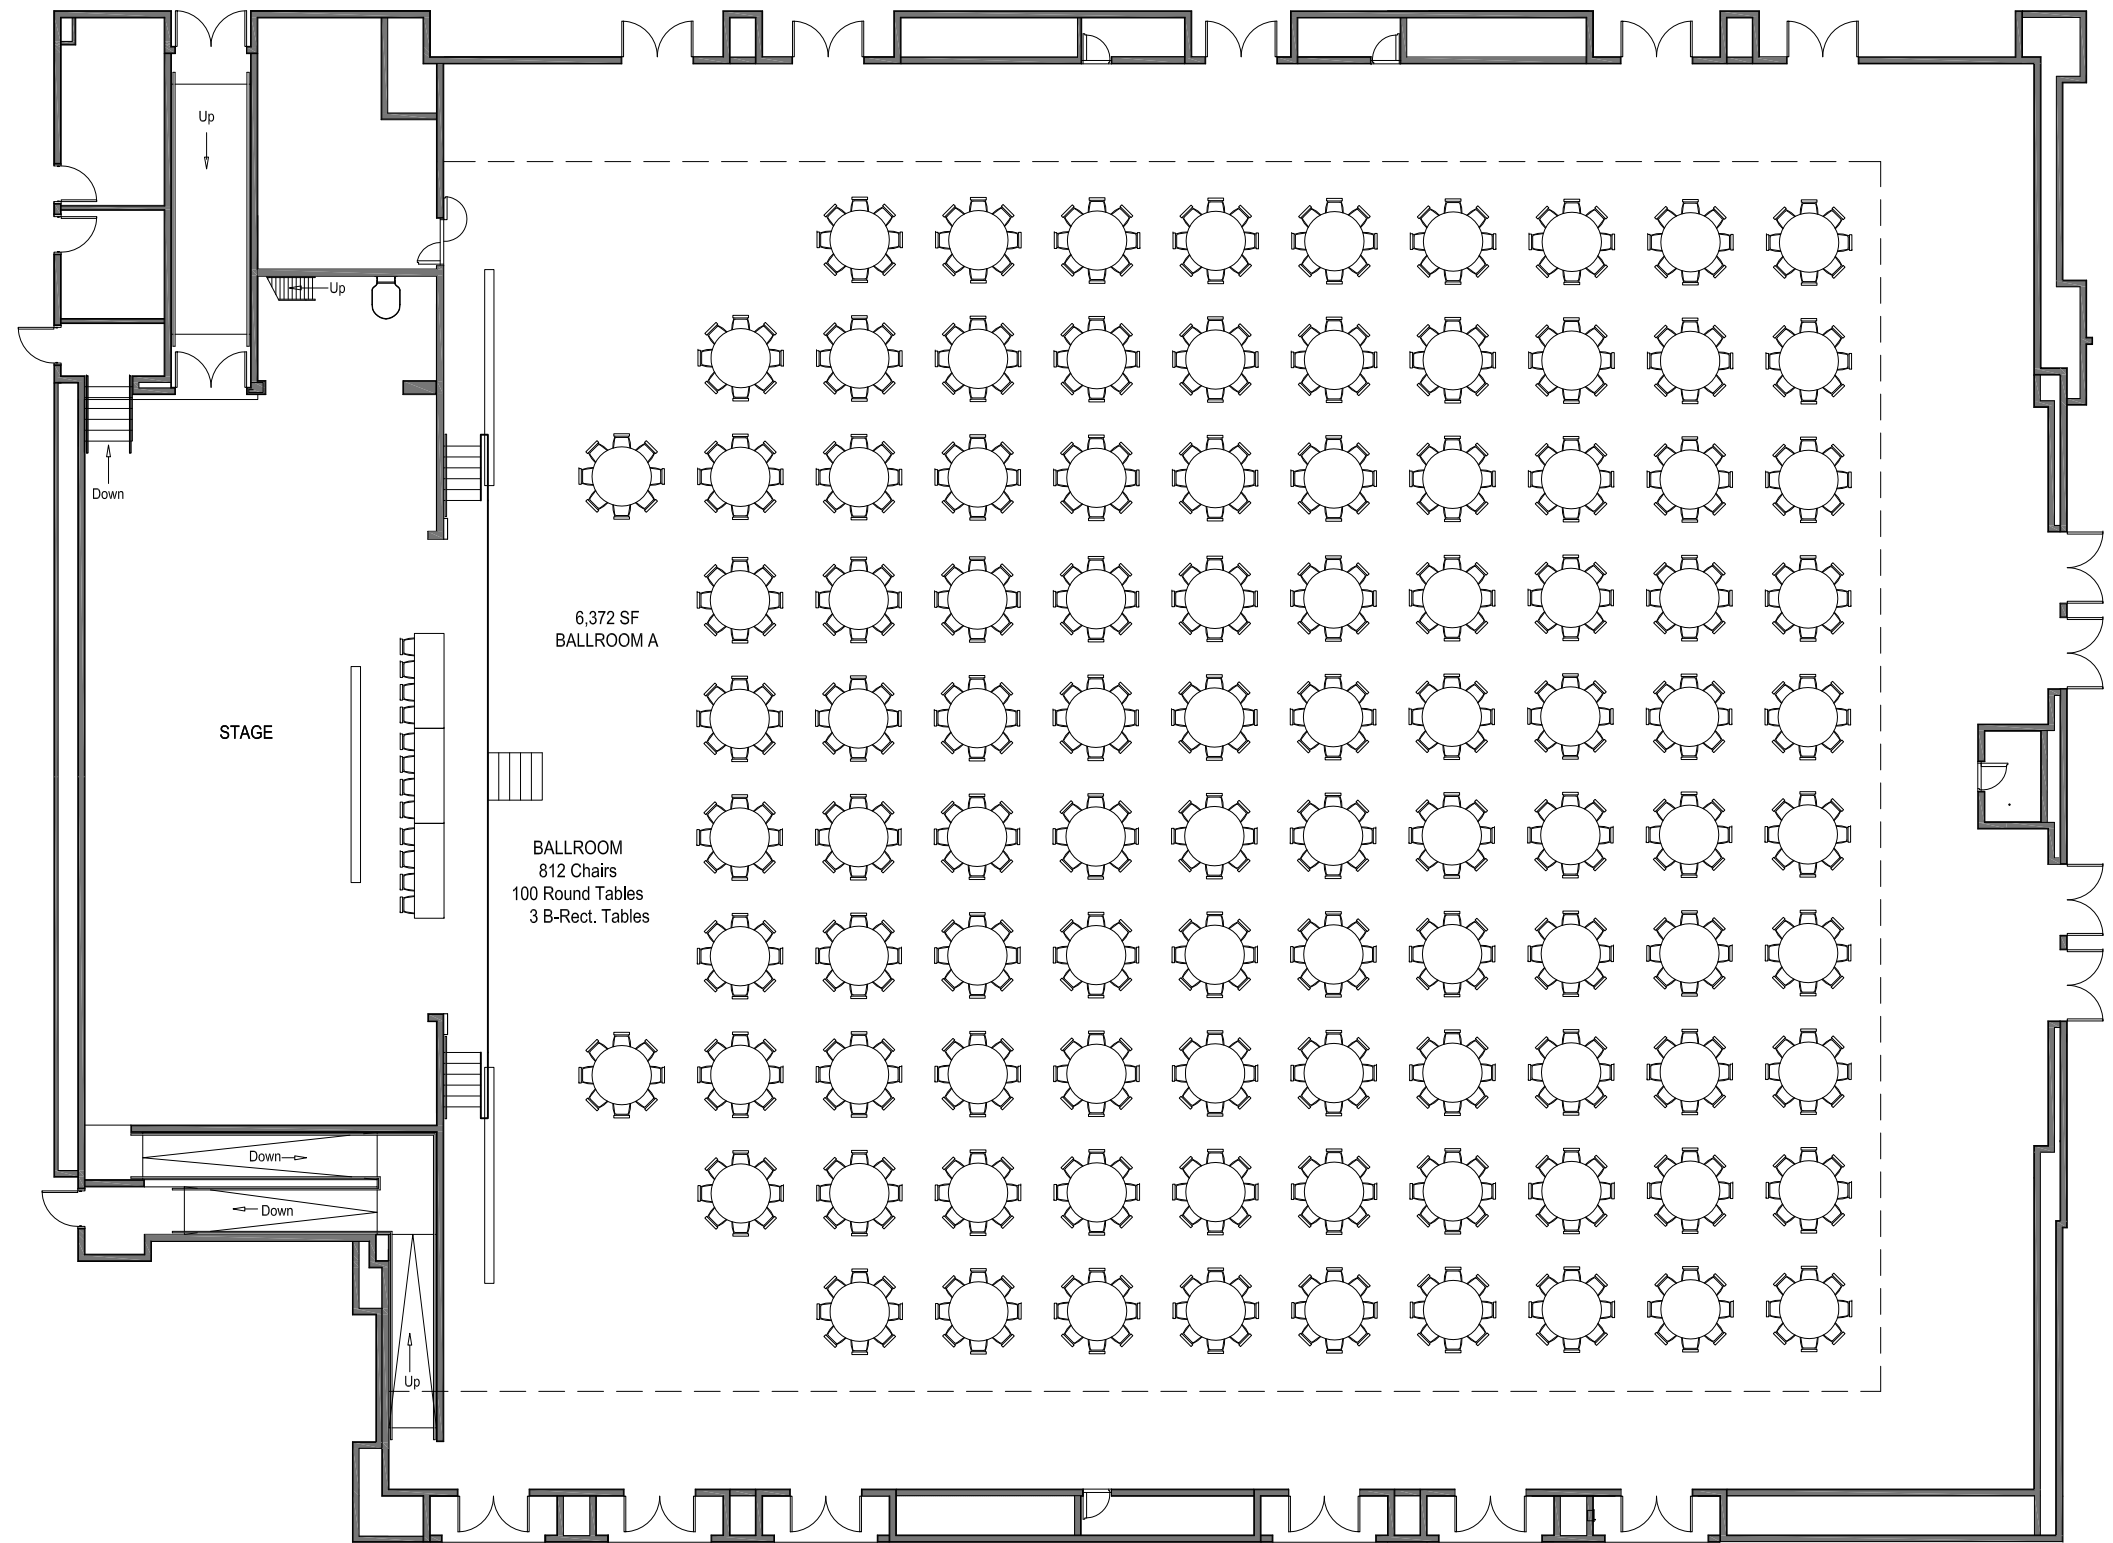 Up
Up
Down
6,372 SF
BALLROOM A
STAGE
BALLROOM
812 Chairs
100 Round Tables
3 B-Rect. Tables
Down
Down
Up